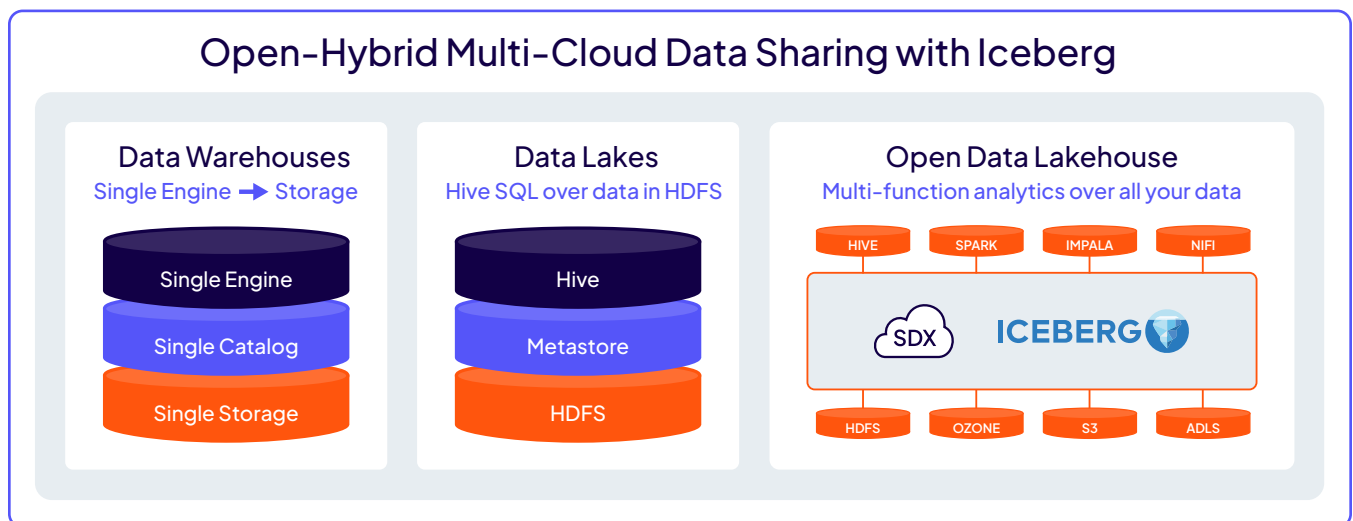 Open-Hybrid Multi-Cloud Data Sharing with Iceberg
Data Warehouses
Single Engine → Storage
Single Engine
Single Catalog
Single Storage
Data Lakes
Hive SQL over data in HDFS
Hive
Metastore
HDFS
Open Data Lakehouse
Multi-function analytics over all your data
HIVE
SPARK
IMPALA
NIFI
SDX
ICEBERG
HDFS
OZONE
S3
ADLS